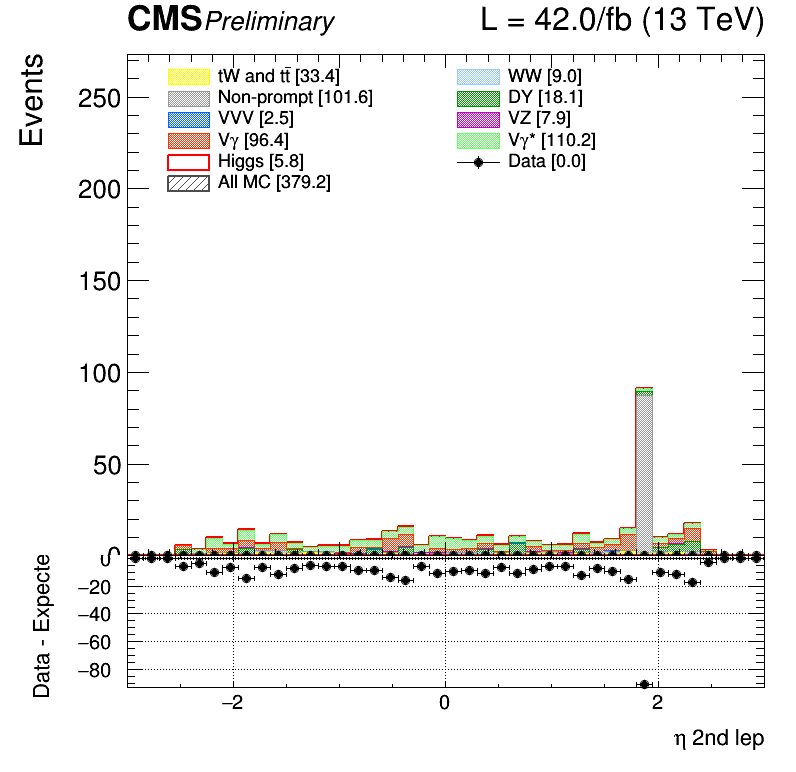 CMS Preliminary L = 42.0/fb (13 TeV)
Events
tW and tt̄ [33.4] WW [9.0]
Non-prompt [101.6] DY [18.1]
VVV [2.5] VZ [7.9]
Vγ [96.4] Vγ* [110.2]
Higgs [5.8] Data [0.0]
All MC [379.2]
250
200
150
100
50
0
Data - Expecte
0
−20
−40
−60
−80
−2 0 2
η 2nd lep